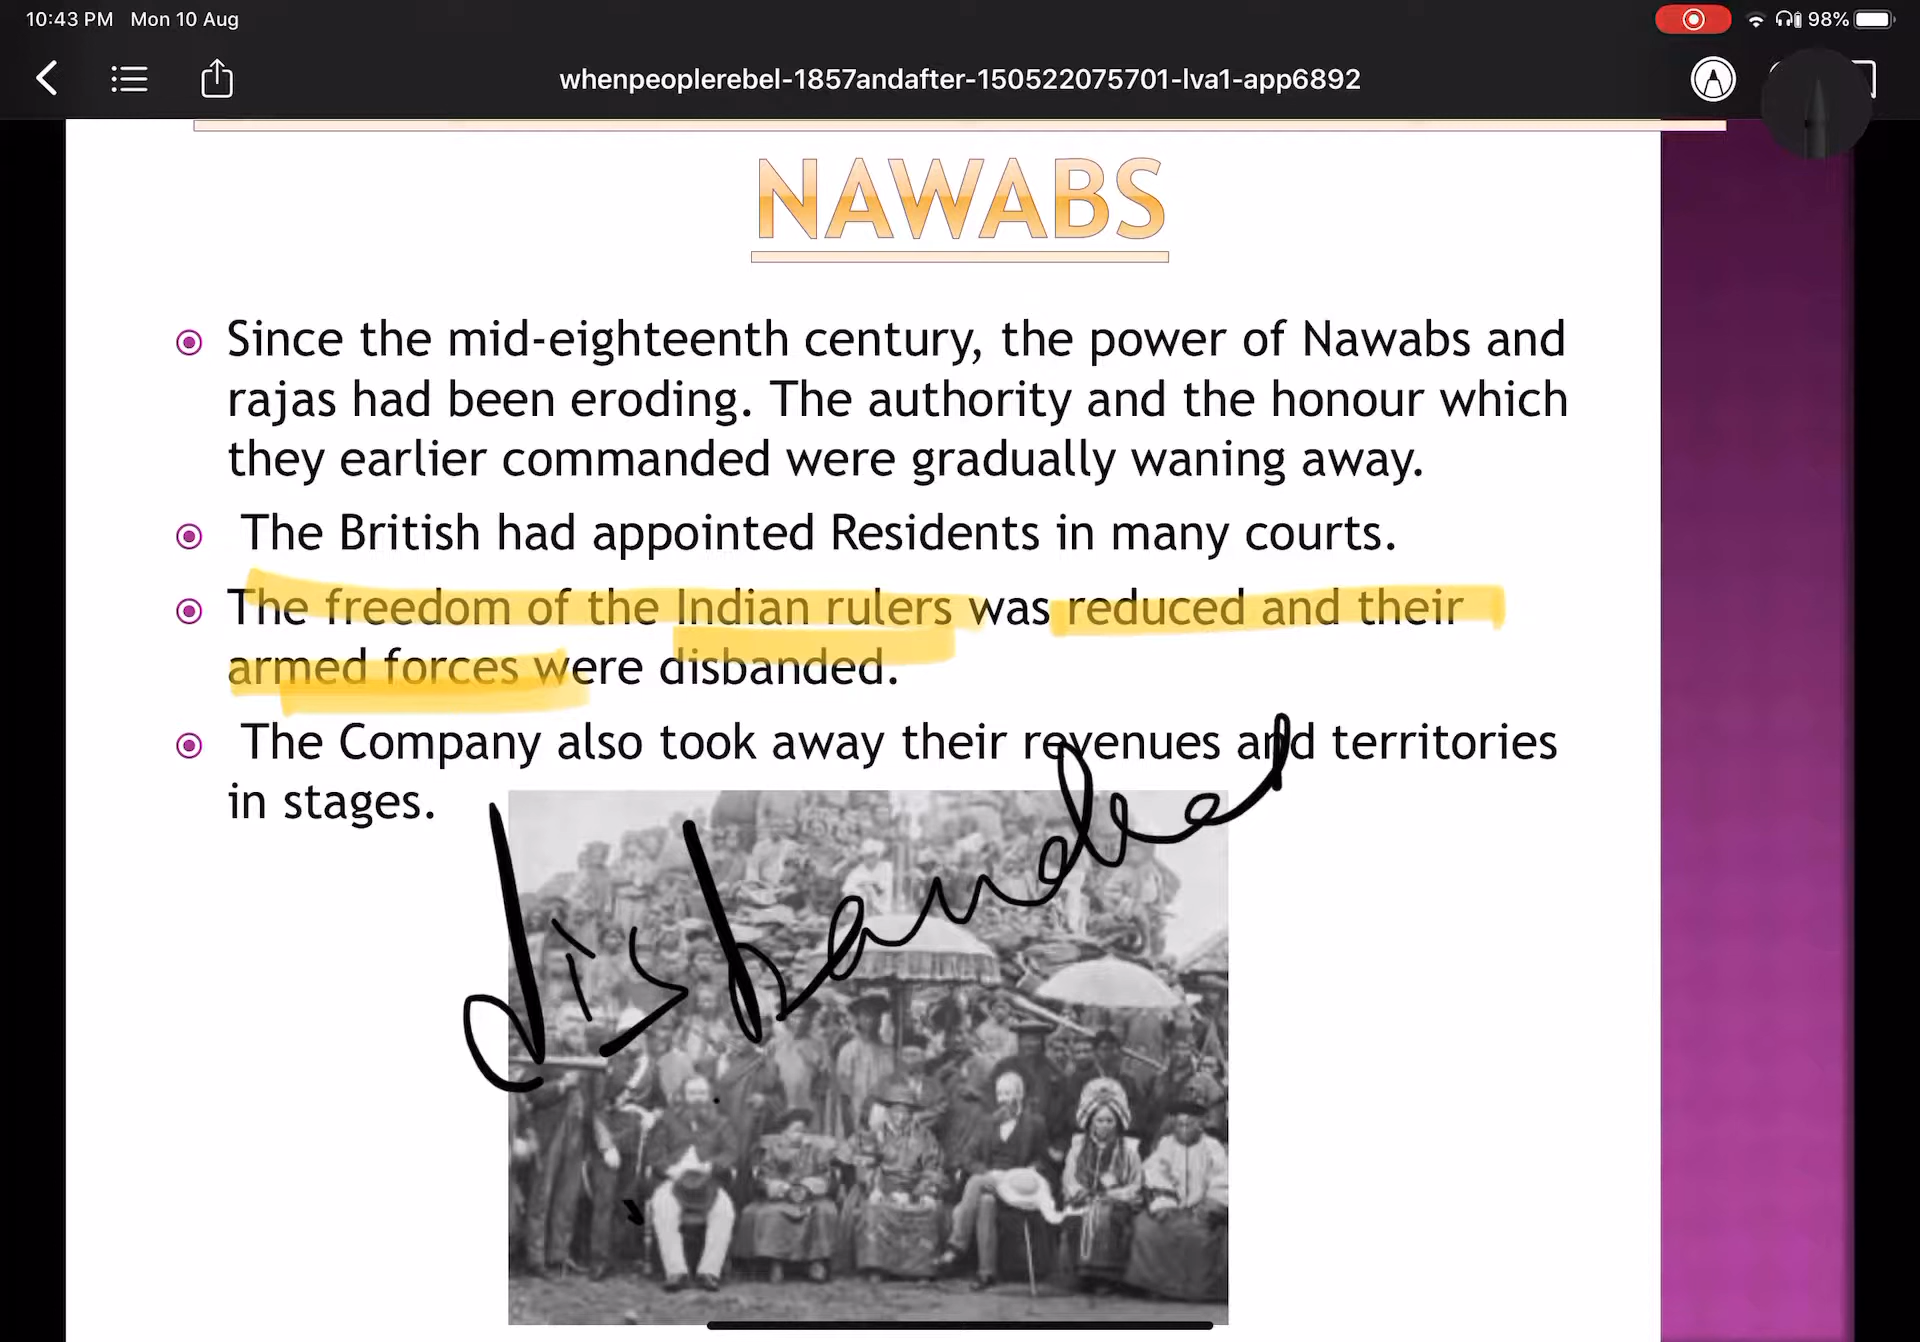 10:43 PM Mon 10 Aug
98%
whenpeoplerebel-1857andafter-150522075701-lva1-app6892
NAWABS
Since the mid-eighteenth century, the power of Nawabs and
rajas had been eroding. The authority and the honour which
they earlier commanded were gradually waning away.
The British had appointed Residents in many courts.
The freedom of the Indian rulers was reduced and their
armed forces were disbanded.
The Company also took away their revenues and territories
in stages.
disbanded